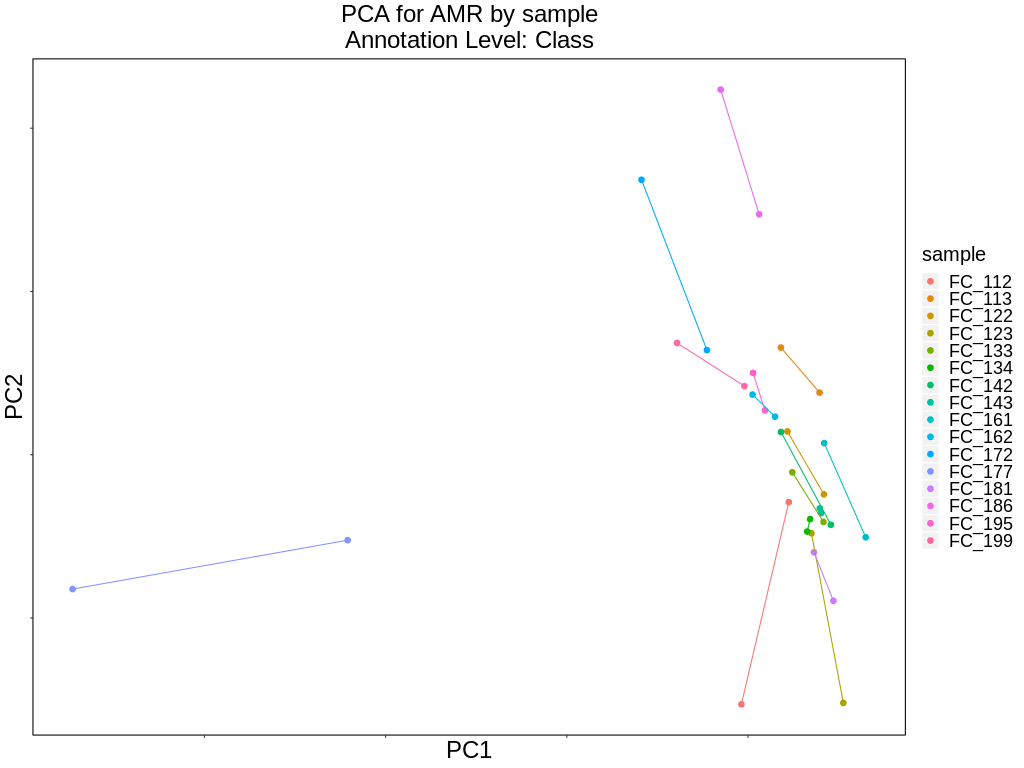 PCA for AMR by sample
Annotation Level: Class
PC2
PC1
sample
FC_112
FC_113
FC_122
FC_123
FC_133
FC_134
FC_142
FC_143
FC_161
FC_162
FC_172
FC_177
FC_181
FC_186
FC_195
FC_199